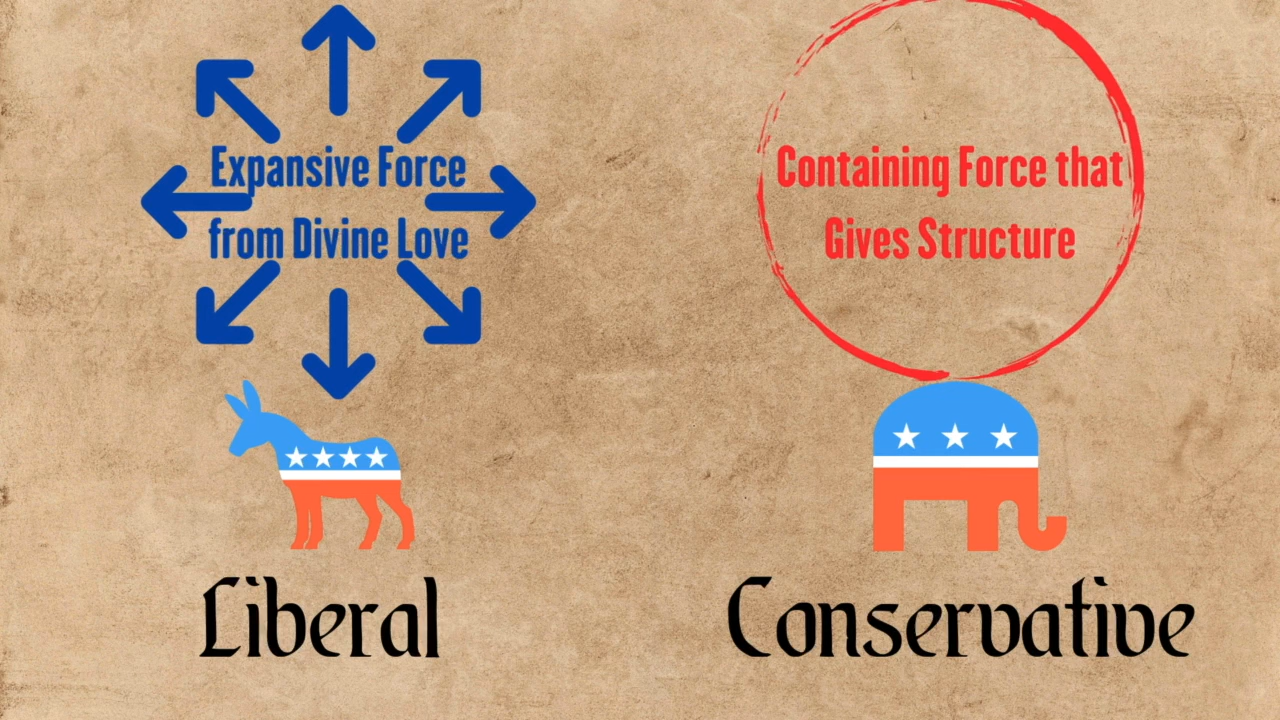 Expansive Force
from Divine Love
Containing Force that
Gives Structure
Liberal
Conservative